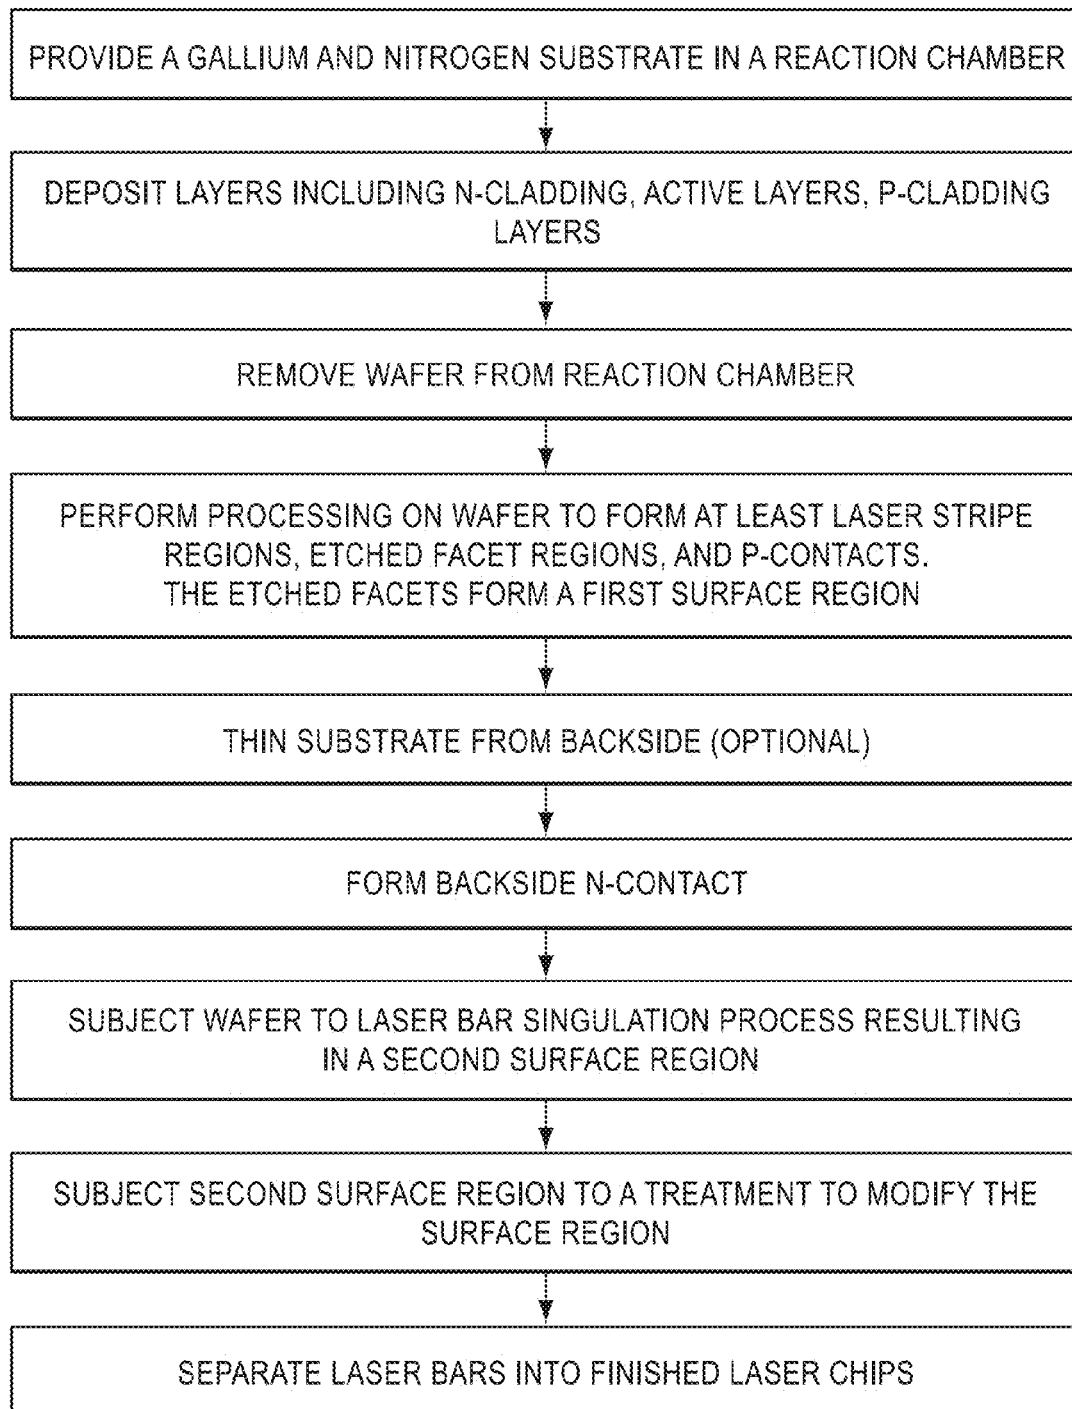 PROVIDE A GALLIUM AND NITROGEN SUBSTRATE IN A REACTION CHAMBER
DEPOSIT LAYERS INCLUDING N-CLADDING, ACTIVE LAYERS, P-CLADDING
LAYERS
REMOVE WAFER FROM REACTION CHAMBER
PERFORM PROCESSING ON WAFER TO FORM AT LEAST LASER STRIPE
REGIONS, ETCHED FACET REGIONS, AND P-CONTACTS.
THE ETCHED FACETS FORM A FIRST SURFACE REGION
THIN SUBSTRATE FROM BACKSIDE (OPTIONAL)
FORM BACKSIDE N-CONTACT
SUBJECT WAFER TO LASER BAR SINGULATION PROCESS RESULTING
IN A SECOND SURFACE REGION
SUBJECT SECOND SURFACE REGION TO A TREATMENT TO MODIFY THE
SURFACE REGION
SEPARATE LASER BARS INTO FINISHED LASER CHIPS